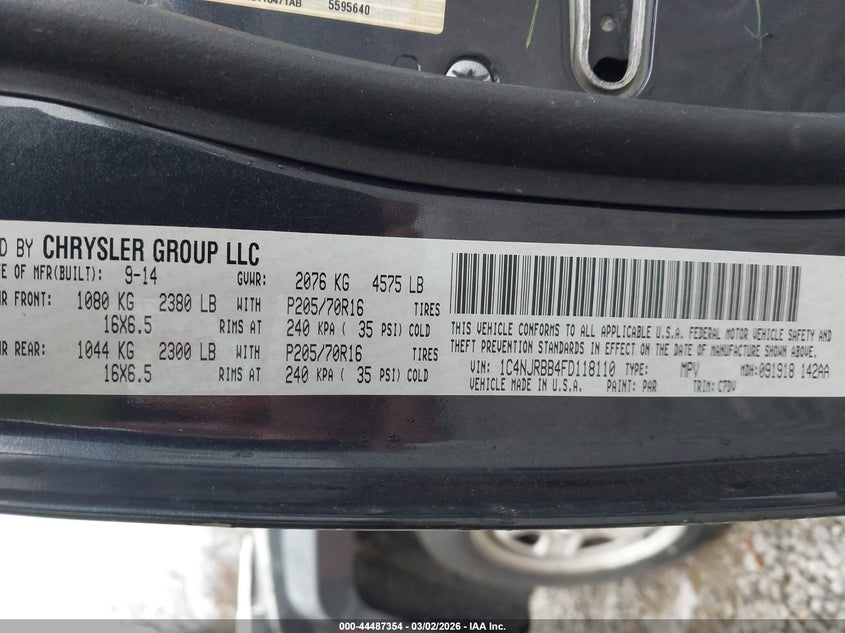 5595640
D BY CHRYSLER GROUP LLC
E OF MFR(BUILT): 9-14 GVWR: 2076 KG 4575 LB
R FRONT: 1080 KG 2380 LB WITH P205/70R16 TIRES
16X6.5 RIMS AT 240 KPA ( 35 PSI) COLD
R REAR: 1044 KG 2300 LB WITH P205/70R16 TIRES
16X6.5 RIMS AT 240 KPA ( 35 PSI) COLD
THIS VEHICLE CONFORMS TO ALL APPLICABLE U.S.A. FEDERAL MOTOR VEHICLE SAFETY AND
THEFT PREVENTION STANDARDS IN EFFECT ON THE DATE OF MANUFACTURE SHOWN ABOVE.
VIN: 1C4NJRBB4FD118110 TYPE: MPV MDH:091918 142AA
VEHICLE MADE IN U.S.A. PAINT: PAR TRIM: C7DV
000-44487354 - 03/02/2026 - IAA Inc.